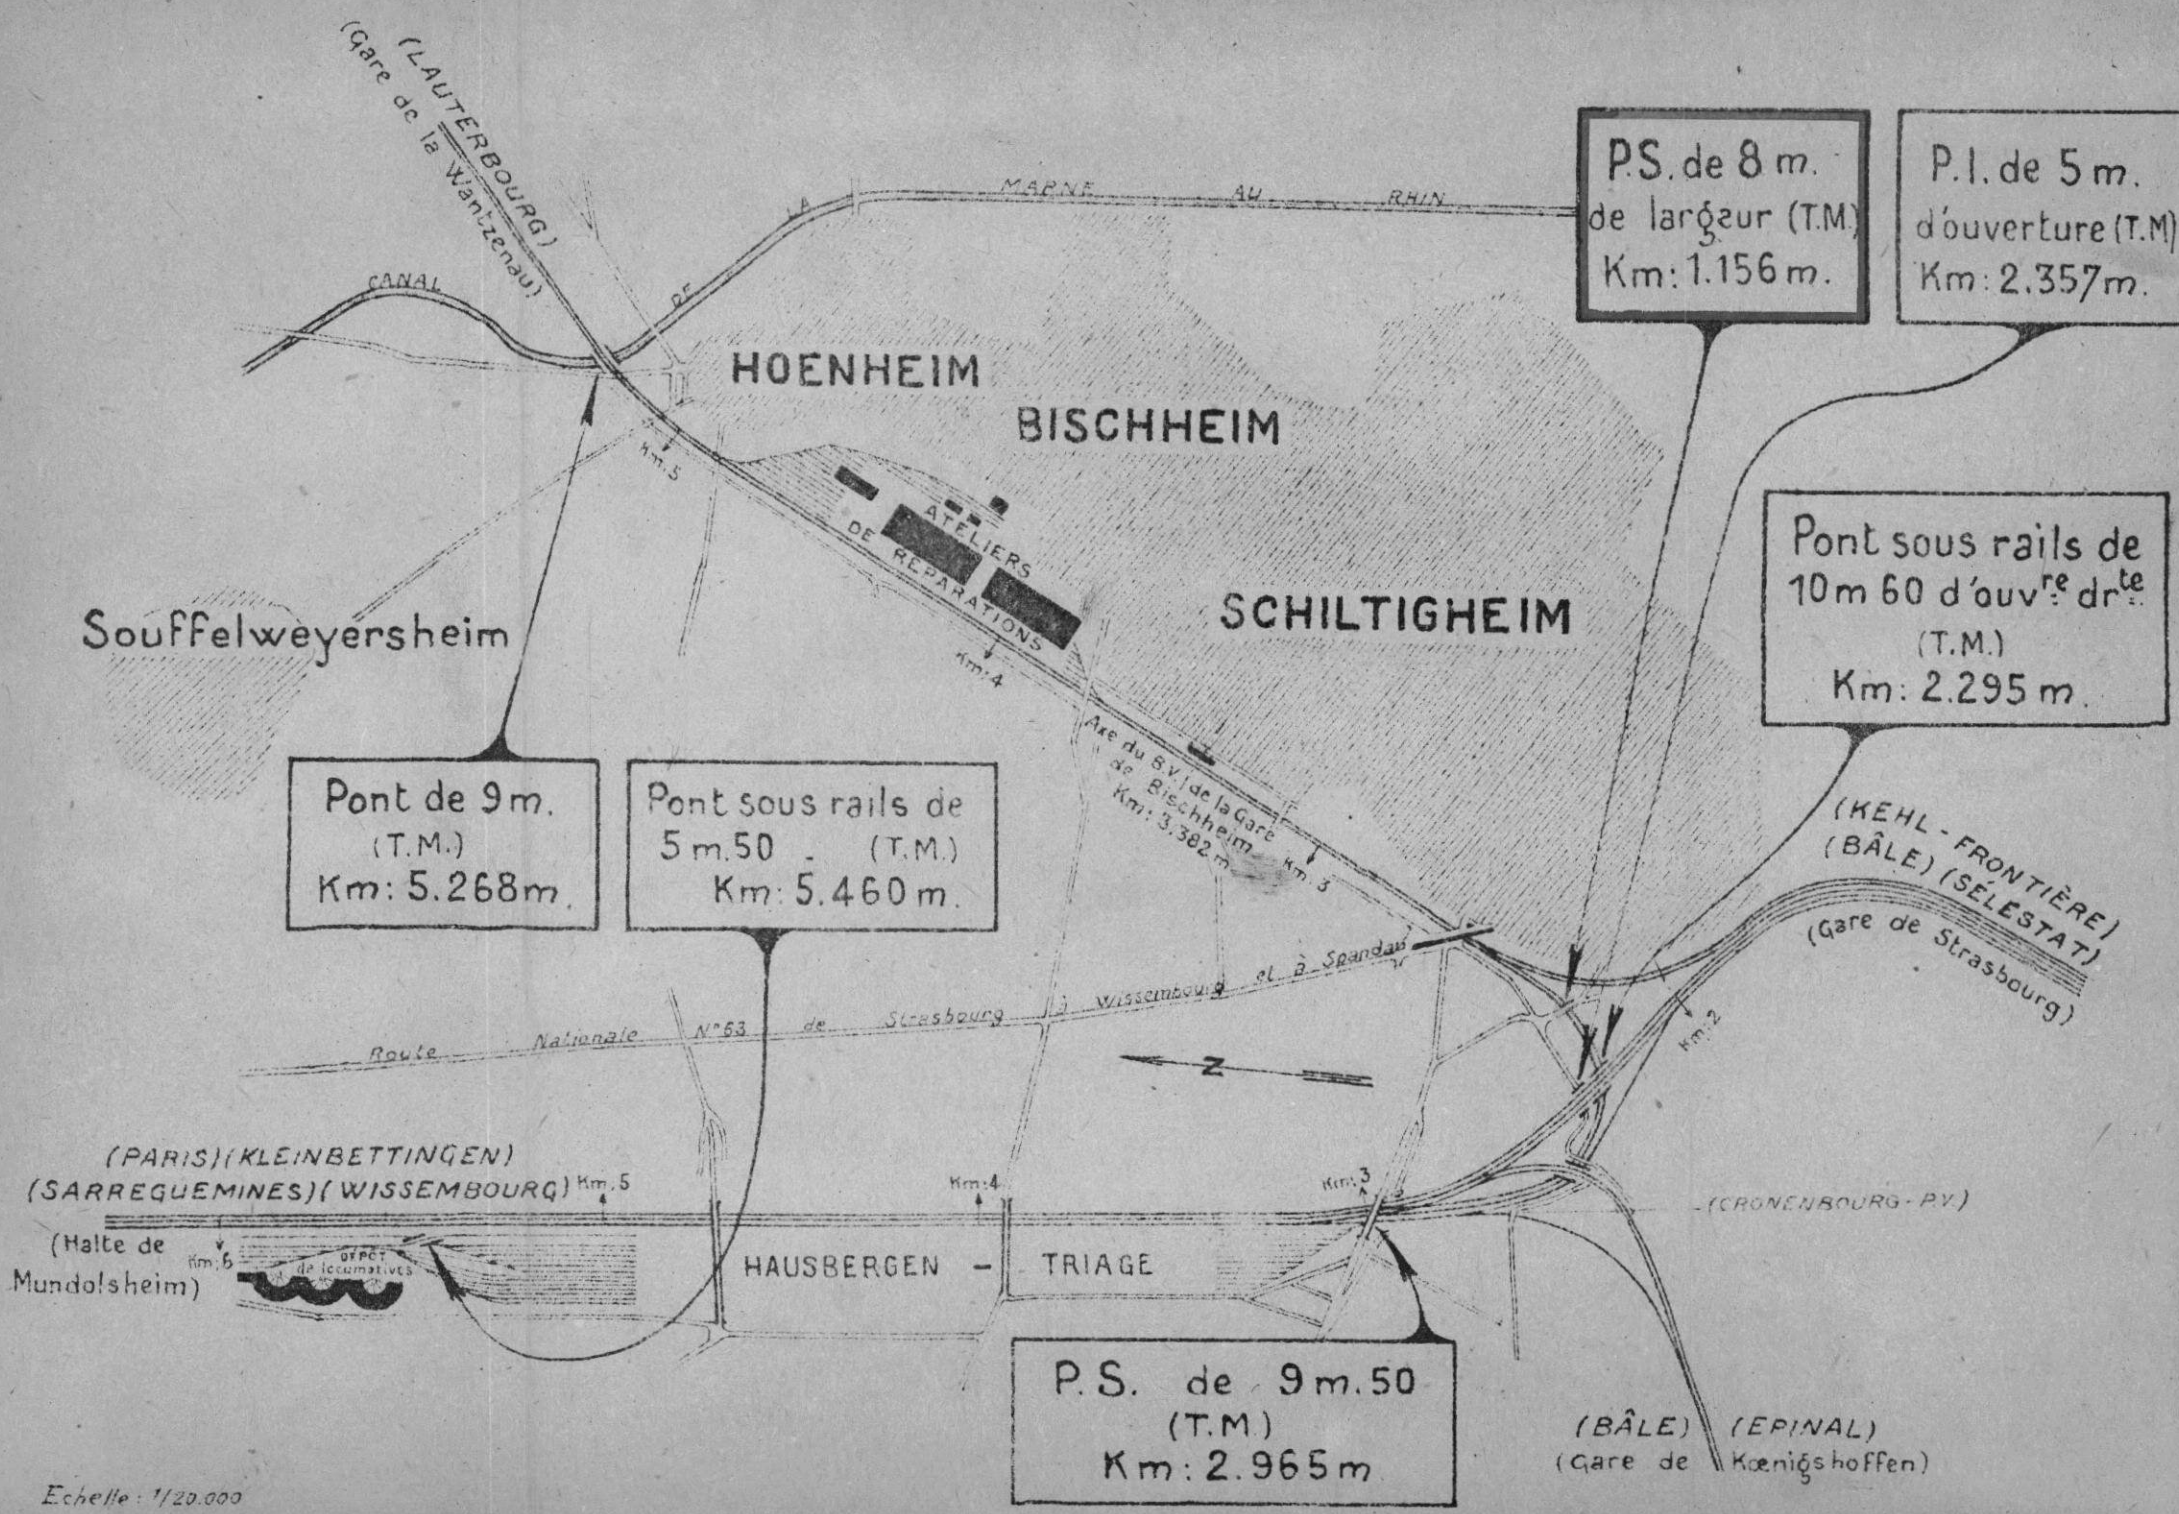 (LAUTERBOURG)
(Gare de la Wantzenau)
CANAL
DE
LA
MARNE
AU
RHIN
P.S. de 8 m.
de largeur (T.M.)
Km: 1.156 m.
P.I. de 5 m.
d'ouverture (T.M)
Km: 2.357 m.
HOENHEIM
BISCHHEIM
SCHILTIGHEIM
Souffelweyersheim
Km. 5
ATELIERS
DE REPARATIONS
Km: 4
Pont sous rails de
10 m 60 d'ouvre drte
(T.M.)
Km: 2.295 m.
Axe du B.V. de la Gare
de Bischheim
Km: 3.382 m
Km. 3
Pont de 9 m.
(T.M.)
Km: 5.268 m.
Pont sous rails de
5 m. 50 - (T.M.)
Km: 5.460 m.
(KEHL - FRONTIÈRE)
(BÂLE) (SÉLESTAT)
(Gare de Strasbourg)
Km: 2
Route Nationale N° 63 de Strasbourg à Wissembourg et à Spandau
N
(PARIS) (KLEINBETTINGEN)
(SARREGUEMINES) (WISSEMBOURG)
Km. 5
Km: 4
Km: 3
(CRONENBOURG - P.V.)
(Halte de
Mundolsheim)
Km: 6
DÉPÔT
de locomotives
HAUSBERGEN - TRIAGE
P.S. de 9 m. 50
(T.M.)
Km: 2.965 m
(BÂLE) (EPINAL)
(Gare de Kœnigshoffen)
Echelle: 1/20.000